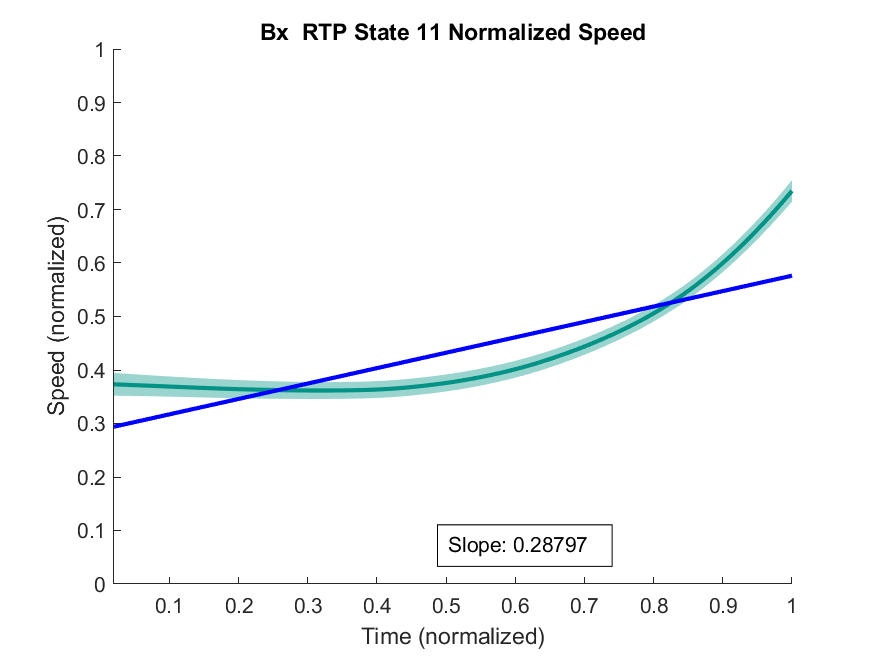 Bx  RTP State 11 Normalized Speed
1
0.9
0.8
0.7
0.6
0.5
0.4
0.3
0.2
0.1
0
Speed (normalized)
Slope: 0.28797
0.1 0.2 0.3 0.4 0.5 0.6 0.7 0.8 0.9 1
Time (normalized)